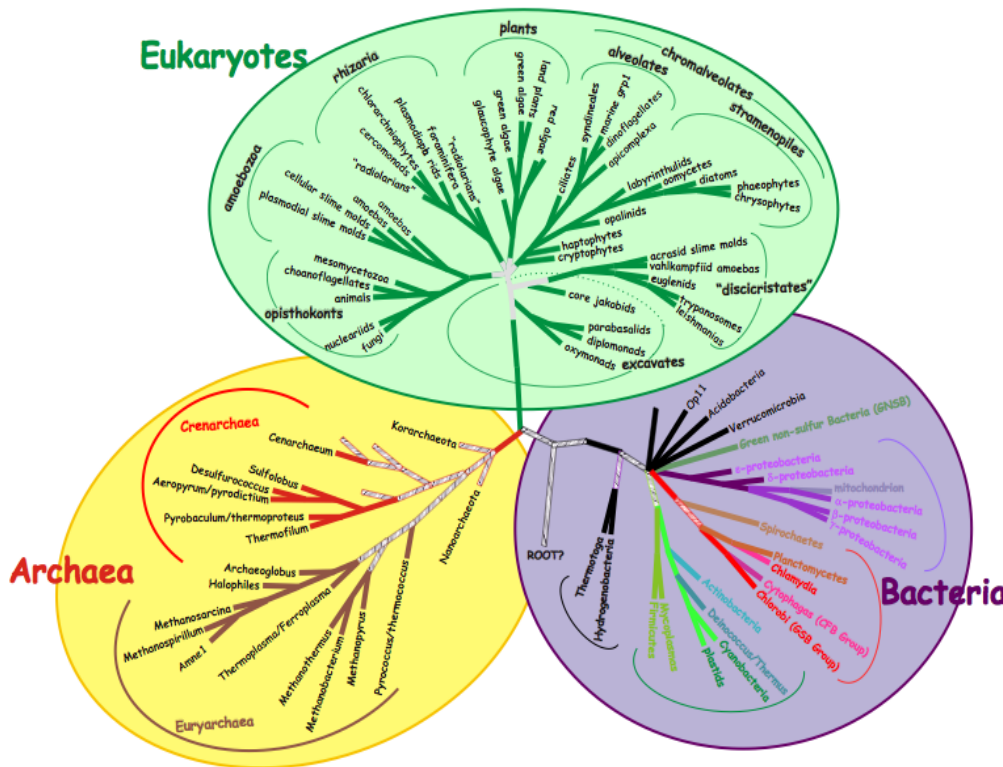 Eukaryotes
plants
rhizaria
alveolates
chromalveolates
stramenopiles
amoebozoa
opisthokonts
"discicristates"
excavates
plasmodial slime molds
cellular slime molds
amoebas
amoebas
"radiolarians"
cercomonads
chlorarchniophytes
plasmodioph rids
foraminifera
"radiolarians"
glaucophyte algae
green algae
green algae
land plants
red algae
ciliates
syndineales
marine grp1
dinoflagellates
apicomplexa
labyrinthulids
oomycetes
diatoms
phaeophytes
chrysophytes
opalinids
haptophytes
cryptophytes
acrasid slime molds
vahlkampfiid amoebas
euglenids
trypanosomes
leishmanias
core jakobids
parabasalids
diplomonads
oxymonads
mesomycetozoa
choanoflagellates
animals
nucleariids
fungi
Archaea
Crenarchaea
Korarchaeota
Cenarchaeum
Sulfolobus
Desulfurococcus
Aeropyrum/pyrodictium
Pyrobaculum/thermoproteus
Thermofilum
Nanoarchaeota
Archaeoglobus
Halophiles
Methanosarcina
Methanospirillum
Amne1
Thermoplasma/Ferroplasma
Methanothermus
Methanobacterium
Methanopyrus
Pyrococcus/thermococcus
Euryarchaea
ROOT?
Bacteria
Op11
Acidobacteria
Verrucomicrobia
Green non-sulfur Bacteria (GNSB)
ε-proteobacteria
δ-proteobacteria
mitochondrion
α-proteobacteria
β-proteobacteria
γ-proteobacteria
Spirochaetes
Planctomycetes
Chlamydia
Cytophagas (CFB Group)
Chlorobi (GSB Group)
Actinobacteria
Deinococcus/Thermus
Cyanobacteria
plastids
Mycoplasmas
Firmicutes
Thermotoga
Hydrogenobacteria